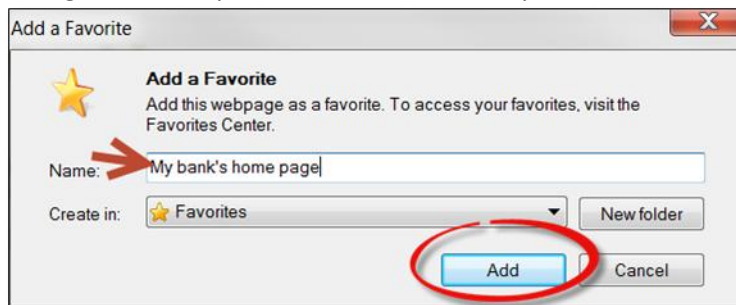 Add a Favorite
Add a Favorite
Add this webpage as a favorite. To access your favorites, visit the
Favorites Center.
Name: My bank's home page
Create in: Favorites New folder
Add Cancel